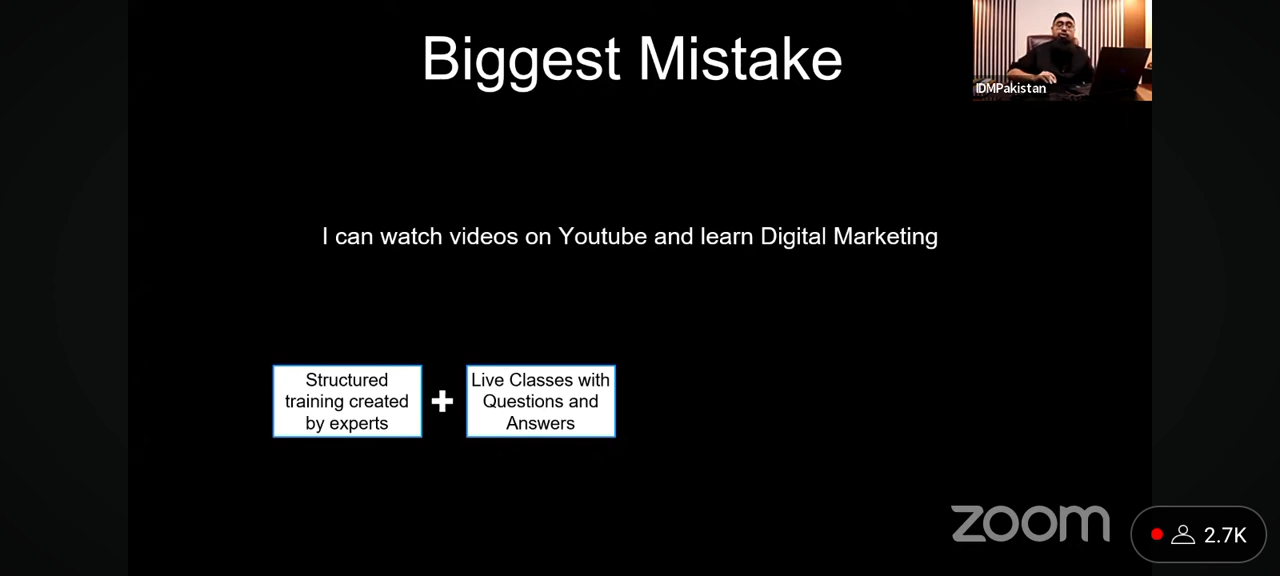 Biggest Mistake
IDMPakistan
I can watch videos on Youtube and learn Digital Marketing
Structured
training created
by experts
+
Live Classes with
Questions and
Answers
zoom
2.7K